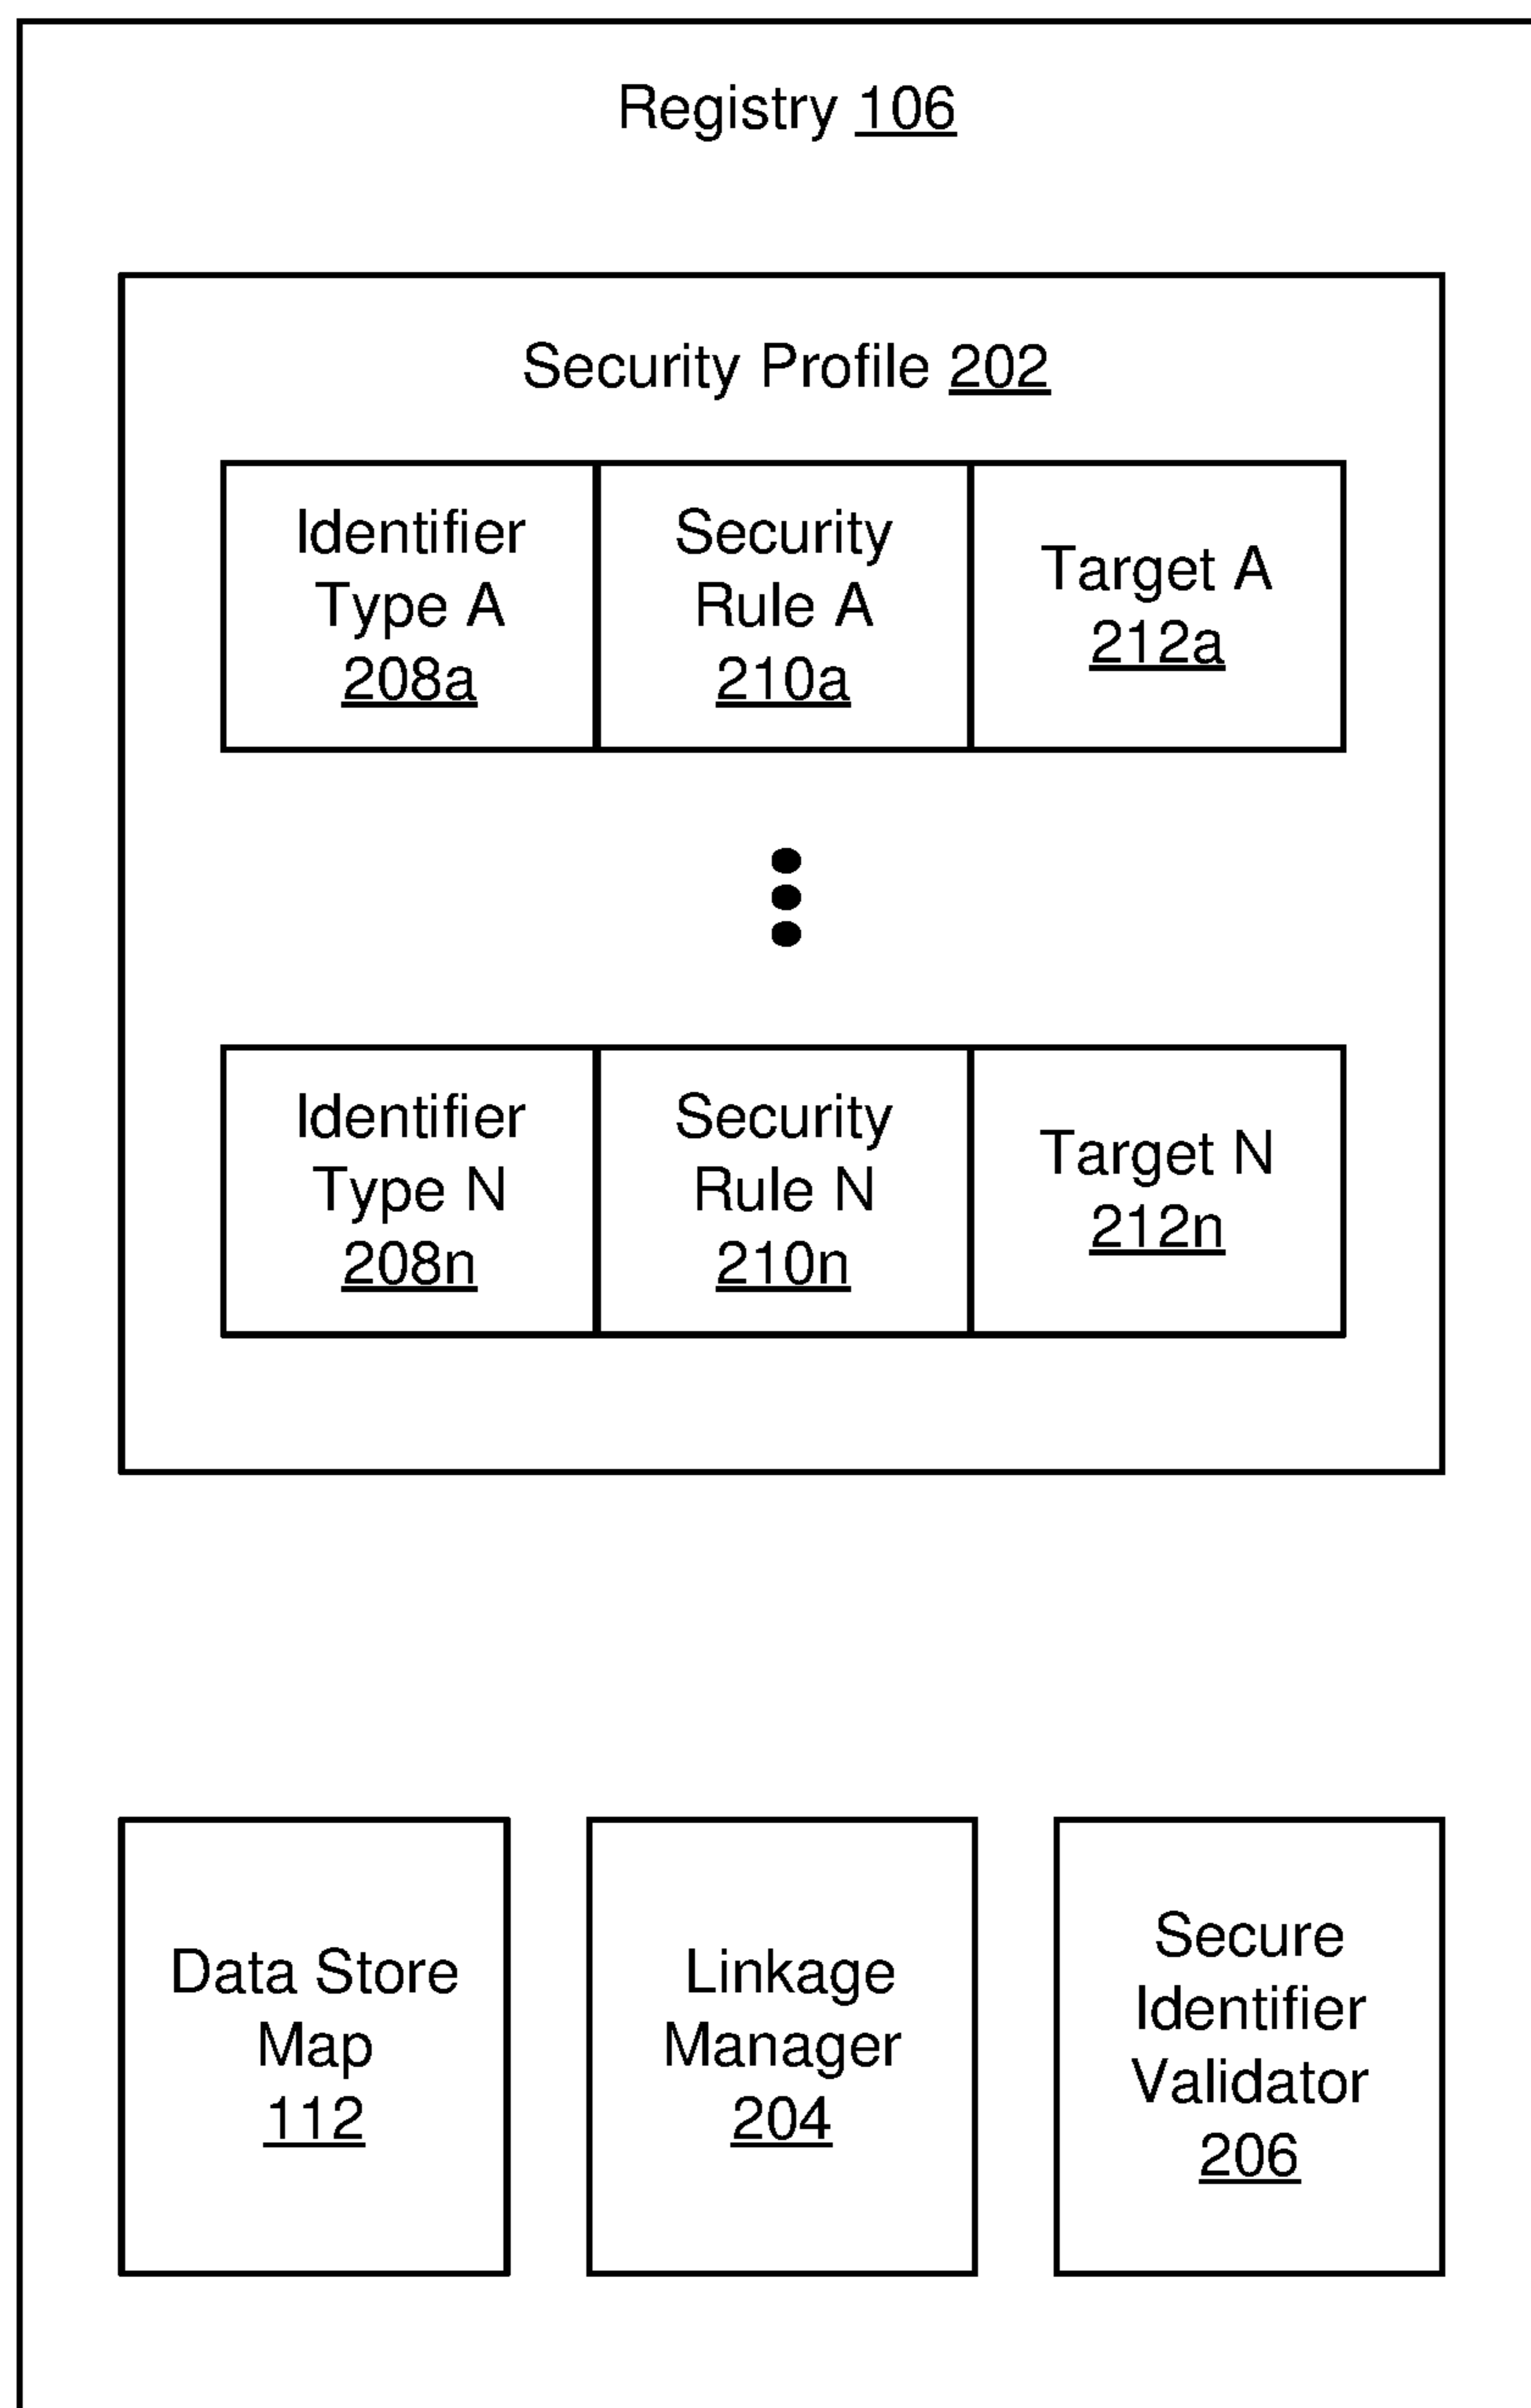 Registry 106
Security Profile 202
Identifier
Type A
208a
Security
Rule A
210a
Target A
212a
Identifier
Type N
208n
Security
Rule N
210n
Target N
212n
Data Store
Map
112
Linkage
Manager
204
Secure
Identifier
Validator
206